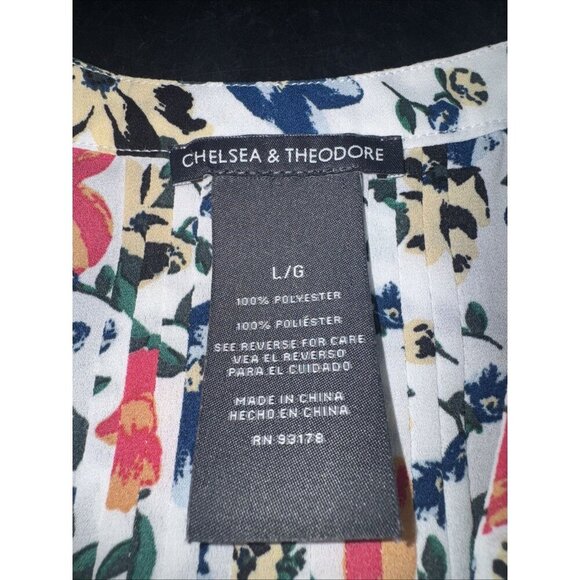 CHELSEA & THEODORE
L/G
100% POLYESTER
100% POLIÉSTER
SEE REVERSE FOR CARE
VEA EL REVERSO
PARA EL CUIDADO
MADE IN CHINA
HECHO EN CHINA
RN 93178